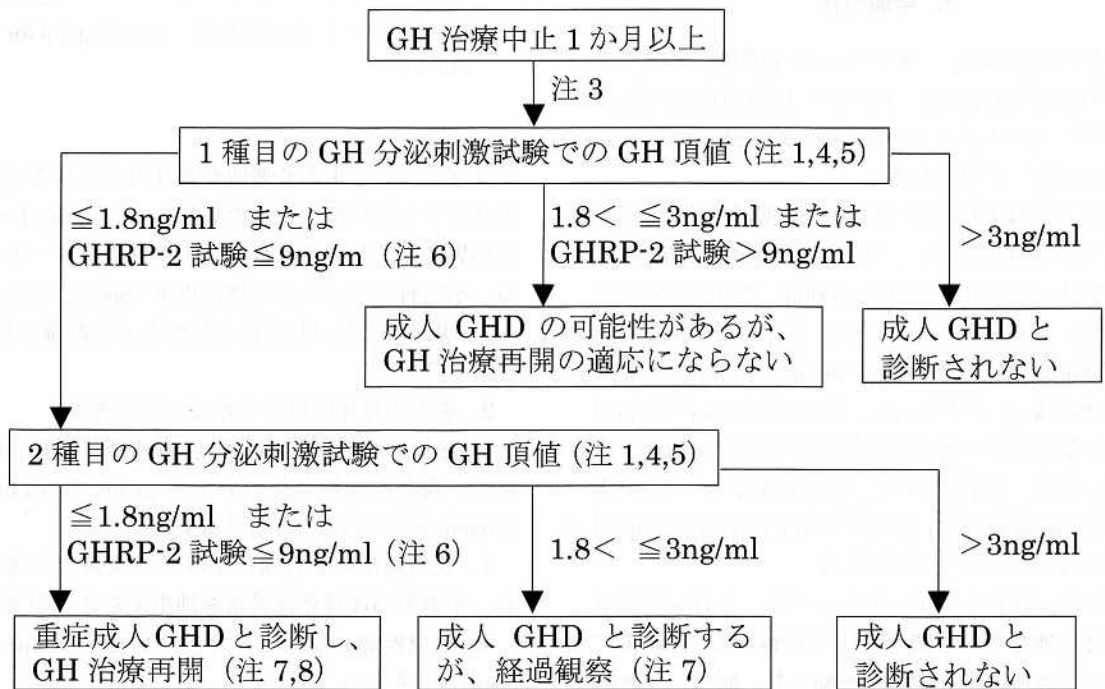 GH 治療中止 1 か月以上
注 3
1 種目の GH 分泌刺激試験での GH 頂値 (注 1,4,5)
≦1.8ng/ml または
GHRP-2 試験≦9ng/m (注 6)
1.8< ≦3ng/ml または
GHRP-2 試験>9ng/ml
>3ng/ml
成人 GHD の可能性があるが、
GH 治療再開の適応にならない
成人 GHD と
診断されない
2 種目の GH 分泌刺激試験での GH 頂値 (注 1,4,5)
≦1.8ng/ml または
GHRP-2 試験≦9ng/ml (注 6)
1.8< ≦3ng/ml
>3ng/ml
重症成人 GHD と診断し
GH 治療再開 (注 7,8)
成人 GHD と診断する
が、経過観察 (注 7)
成人 GHD と
診断されない